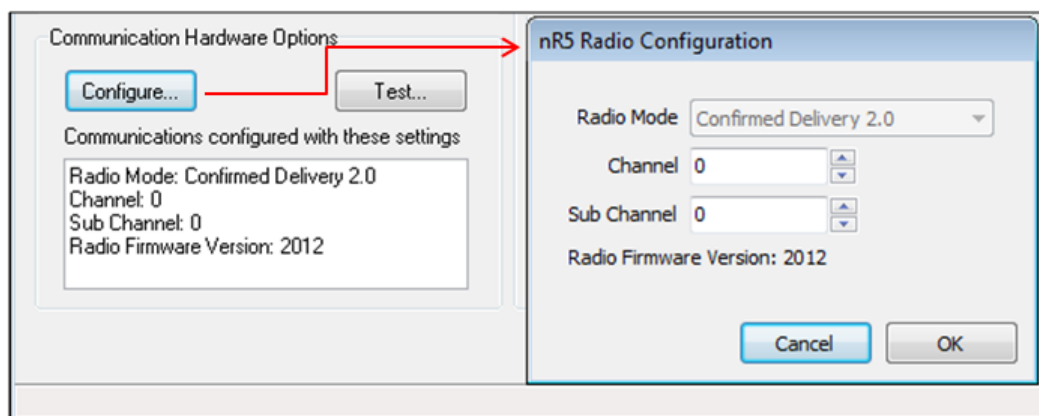 Communication Hardware Options
Configure...
Test...
Communications configured with these settings
Radio Mode: Confirmed Delivery 2.0
Channel: 0
Sub Channel: 0
Radio Firmware Version: 2012
nR5 Radio Configuration
Radio Mode Confirmed Delivery 2.0
Channel 0
Sub Channel 0
Radio Firmware Version: 2012
Cancel
OK